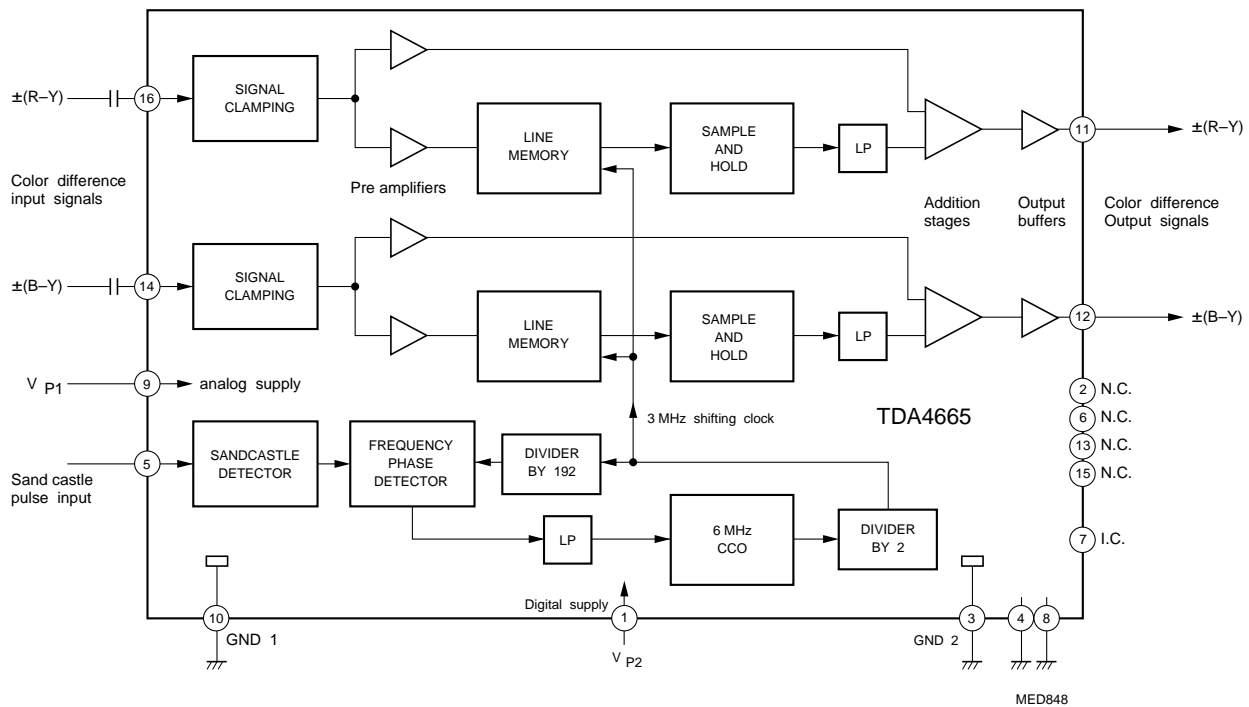 ±(R–Y)
16
SIGNAL
CLAMPING
LINE
MEMORY
SAMPLE
AND
HOLD
LP
11
±(R–Y)
Color difference
input signals
Pre amplifiers
Addition
stages
Output
buffers
Color difference
Output signals
±(B–Y)
14
SIGNAL
CLAMPING
LINE
MEMORY
SAMPLE
AND
HOLD
LP
12
±(B–Y)
V P1
9
analog supply
2
N.C.
6
N.C.
13
N.C.
15
N.C.
3 MHz shifting clock
TDA4665
Sand castle
pulse input
5
SANDCASTLE
DETECTOR
FREQUENCY
PHASE
DETECTOR
DIVIDER
BY 192
LP
6 MHz
CCO
DIVIDER
BY 2
7
I.C.
10
GND 1
Digital supply
1
V P2
GND 2
3
4
8
MED848